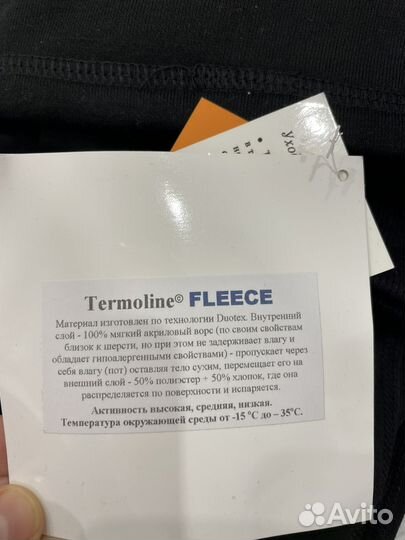 Termoline© FLEECE
Материал изготовлен по технологии Duotex. Внутренний
слой - 100% мягкий акриловый ворс (по своим свойствам
близок к шерсти, но при этом не задерживает влагу и
обладает гипоалергенными свойствами) - пропускает через
себя влагу (пот) оставляя тело сухим, перемещает его на
внешний слой - 50% полиэстер + 50% хлопок, где она
распределяется по поверхности и испаряется.
Активность высокая, средняя, низкая.
Температура окружающей среды от -15 °С до – 35°С.
Avito